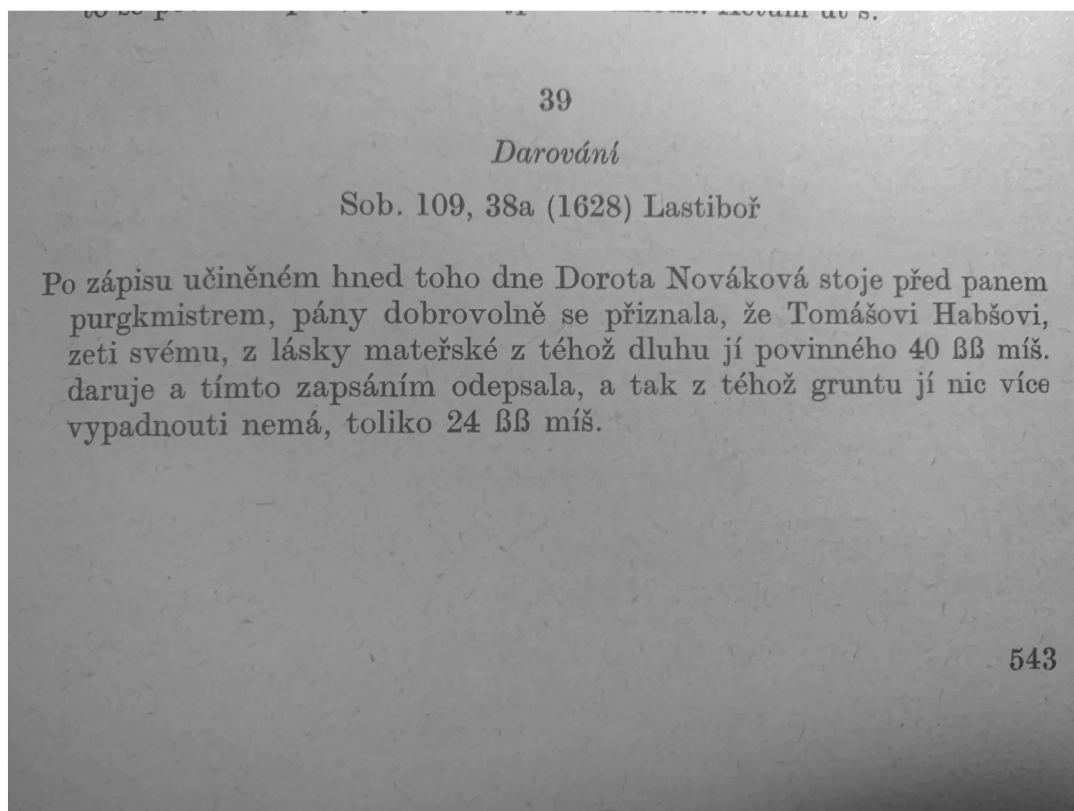 út s.
39
Darování
Sob. 109, 38a (1628) Lastiboř
Po zápisu učiněném hned toho dne Dorota Nováková stoje před panem
purgkmistrem, pány dobrovolně se přiznala, že Tomášovi Habšovi,
zeti svému, z lásky mateřské z téhož dluhu jí povinného 40 ßß míš.
daruje a tímto zapsáním odepsala, a tak z téhož gruntu jí nic více
vypadnouti nemá, toliko 24 ßß míš.
543